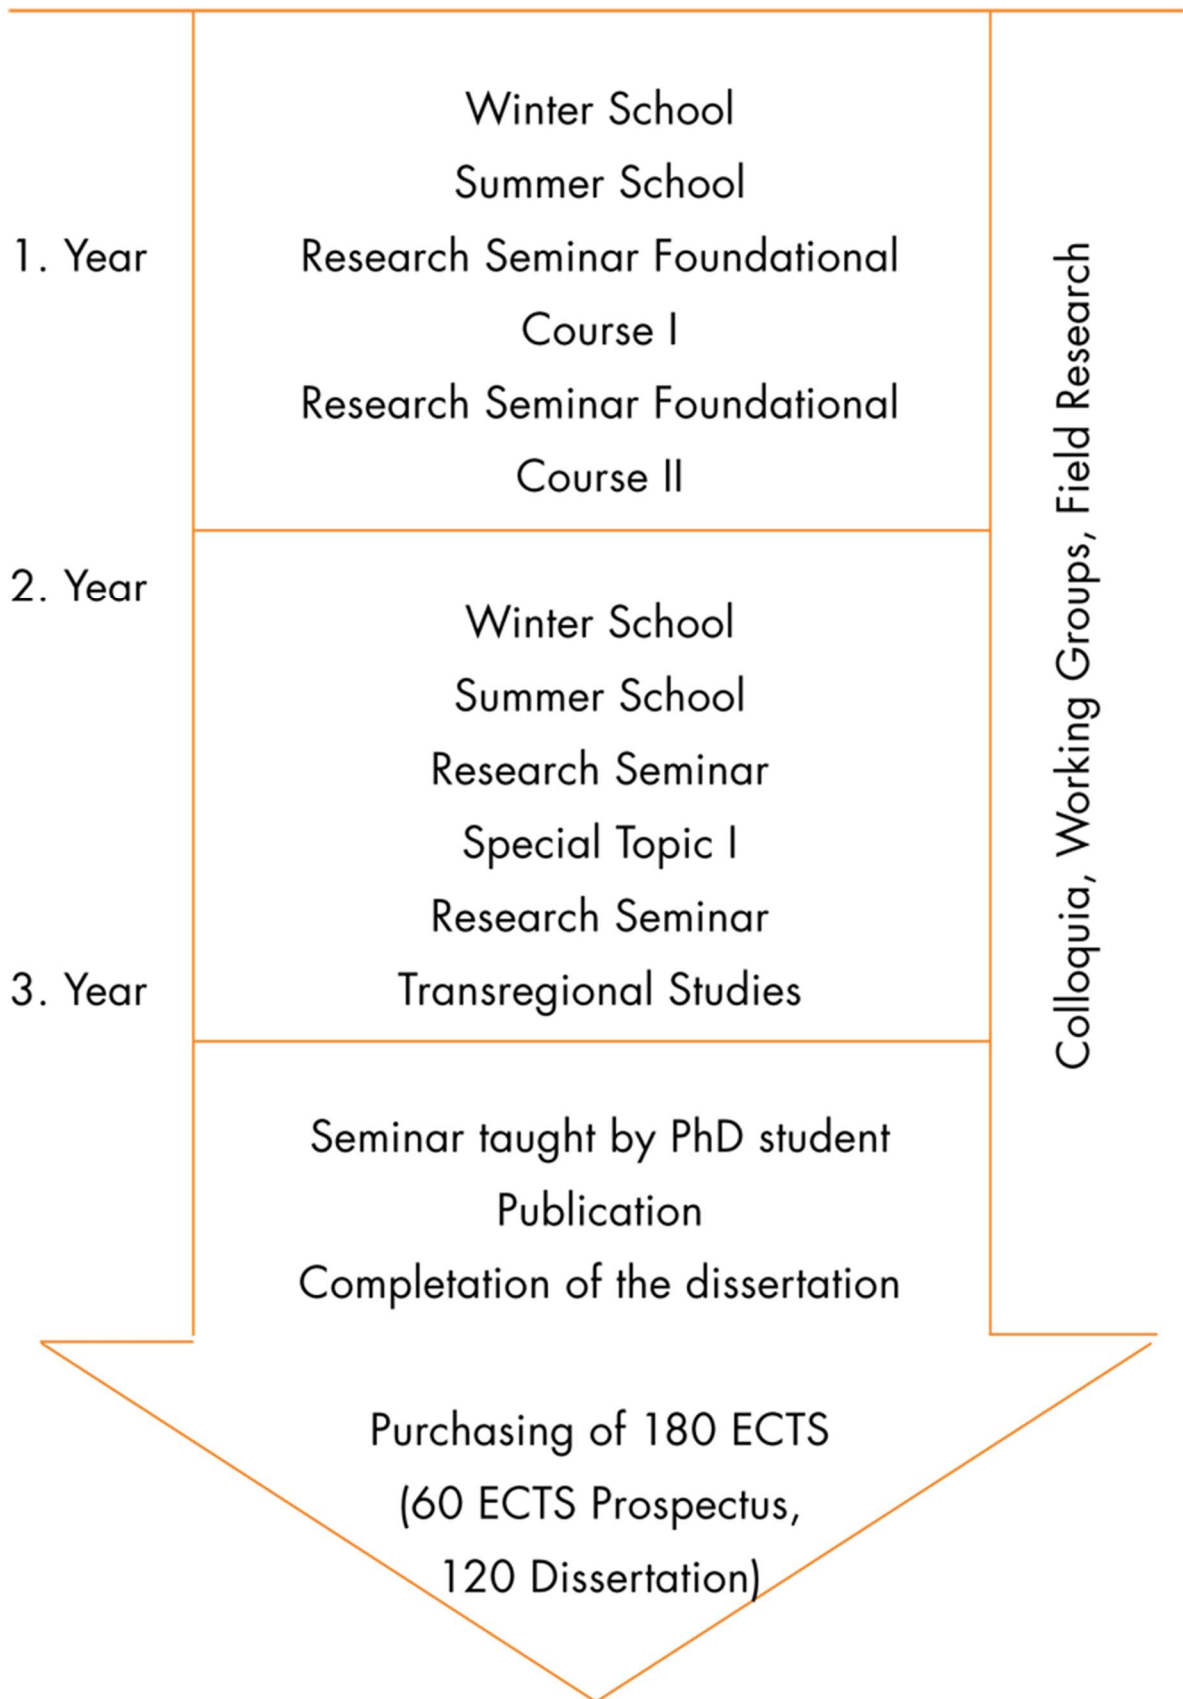 1. Year
Winter School
Summer School
Research Seminar Foundational
Course I
Research Seminar Foundational
Course II
2. Year
Winter School
Summer School
Research Seminar
Special Topic I
Research Seminar
3. Year
Transregional Studies
Colloquia, Working Groups, Field Research
Seminar taught by PhD student
Publication
Completation of the dissertation
Purchasing of 180 ECTS
(60 ECTS Prospectus,
120 Dissertation)